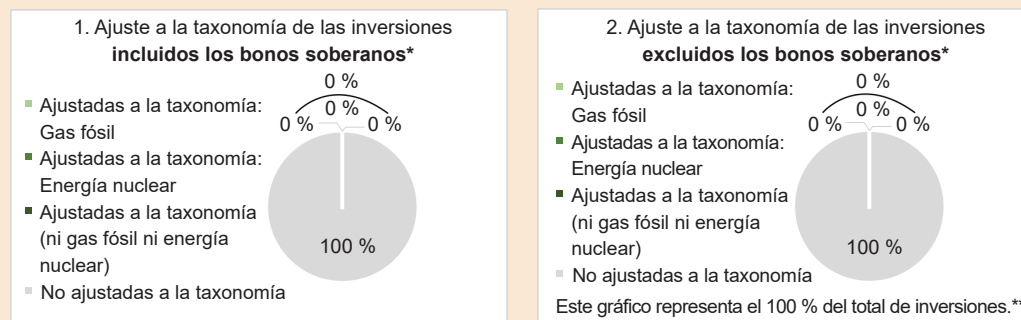 1. Ajuste a la taxonomía de las inversiones
incluidos los bonos soberanos*
0 %
0 %
0 %
0 %
Ajustadas a la taxonomía:
Gas fósil
Ajustadas a la taxonomía:
Energía nuclear
Ajustadas a la taxonomía
(ni gas fósil ni energía
nuclear)
No ajustadas a la taxonomía
100 %
2. Ajuste a la taxonomía de las inversiones
excluidos los bonos soberanos*
0 %
0 %
0 %
0 %
Ajustadas a la taxonomía:
Gas fósil
Ajustadas a la taxonomía:
Energía nuclear
Ajustadas a la taxonomía
(ni gas fósil ni energía
nuclear)
No ajustadas a la taxonomía
100 %
Este gráfico representa el 100 % del total de inversiones.**